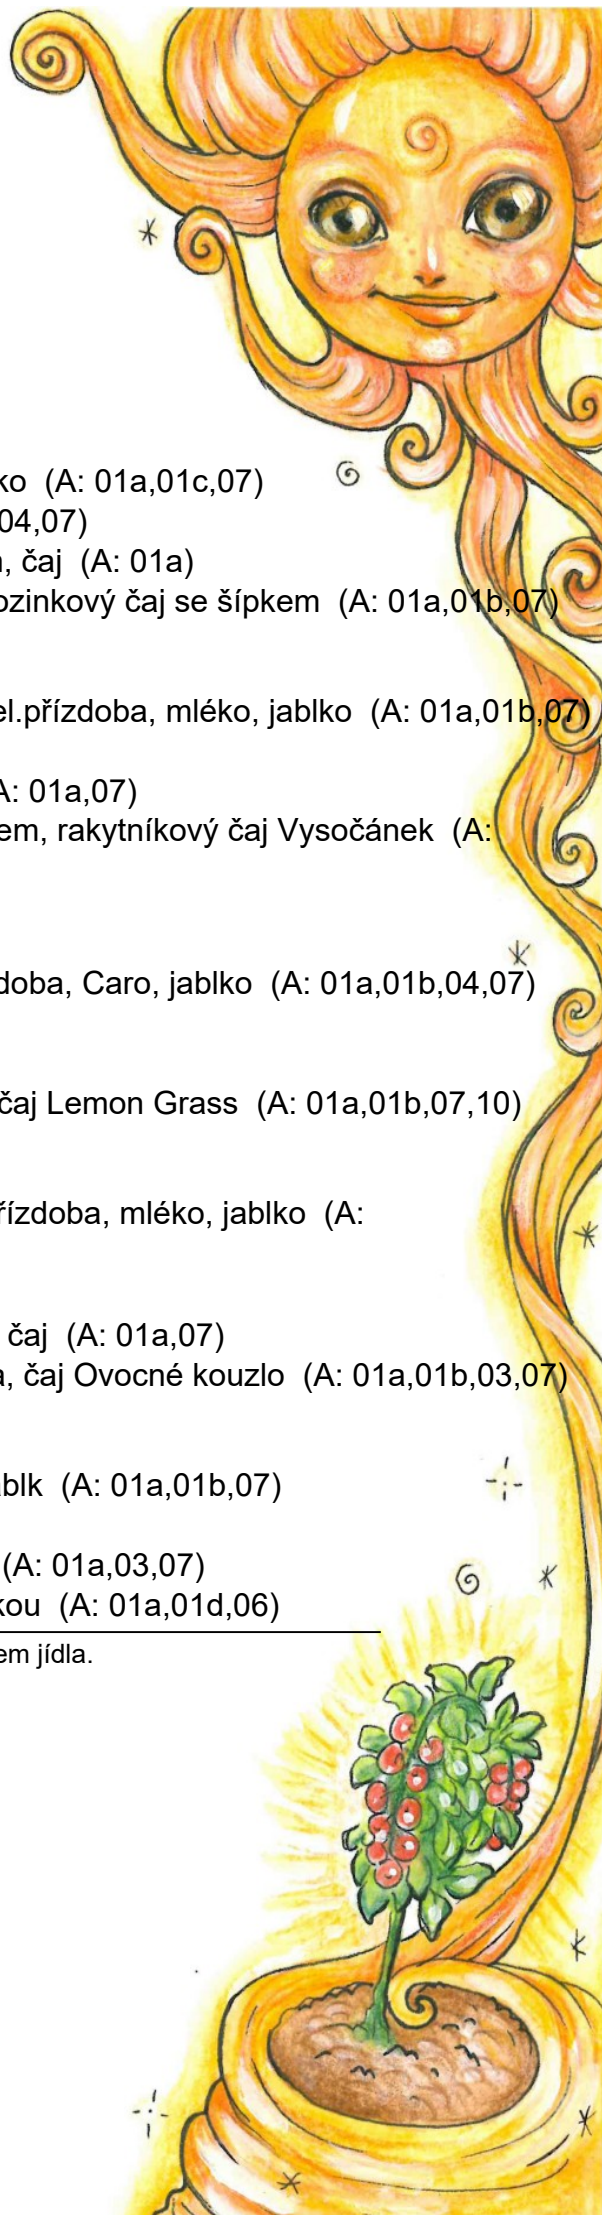 ko (A: 01a,01c,07)
04,07)
, čaj (A: 01a)
ozinkový čaj se šípkem (A: 01a,01b,07)
el.přízdoba, mléko, jablko (A: 01a,01b,07)
A: 01a,07)
em, rakytníkový čaj Vysočánek (A:
doba, Caro, jablko (A: 01a,01b,04,07)
čaj Lemon Grass (A: 01a,01b,07,10)
řízdoba, mléko, jablko (A:
čaj (A: 01a,07)
a, čaj Ovocné kouzlo (A: 01a,01b,03,07)
blk (A: 01a,01b,07)
(A: 01a,03,07)
kou (A: 01a,01d,06)
em jídla.